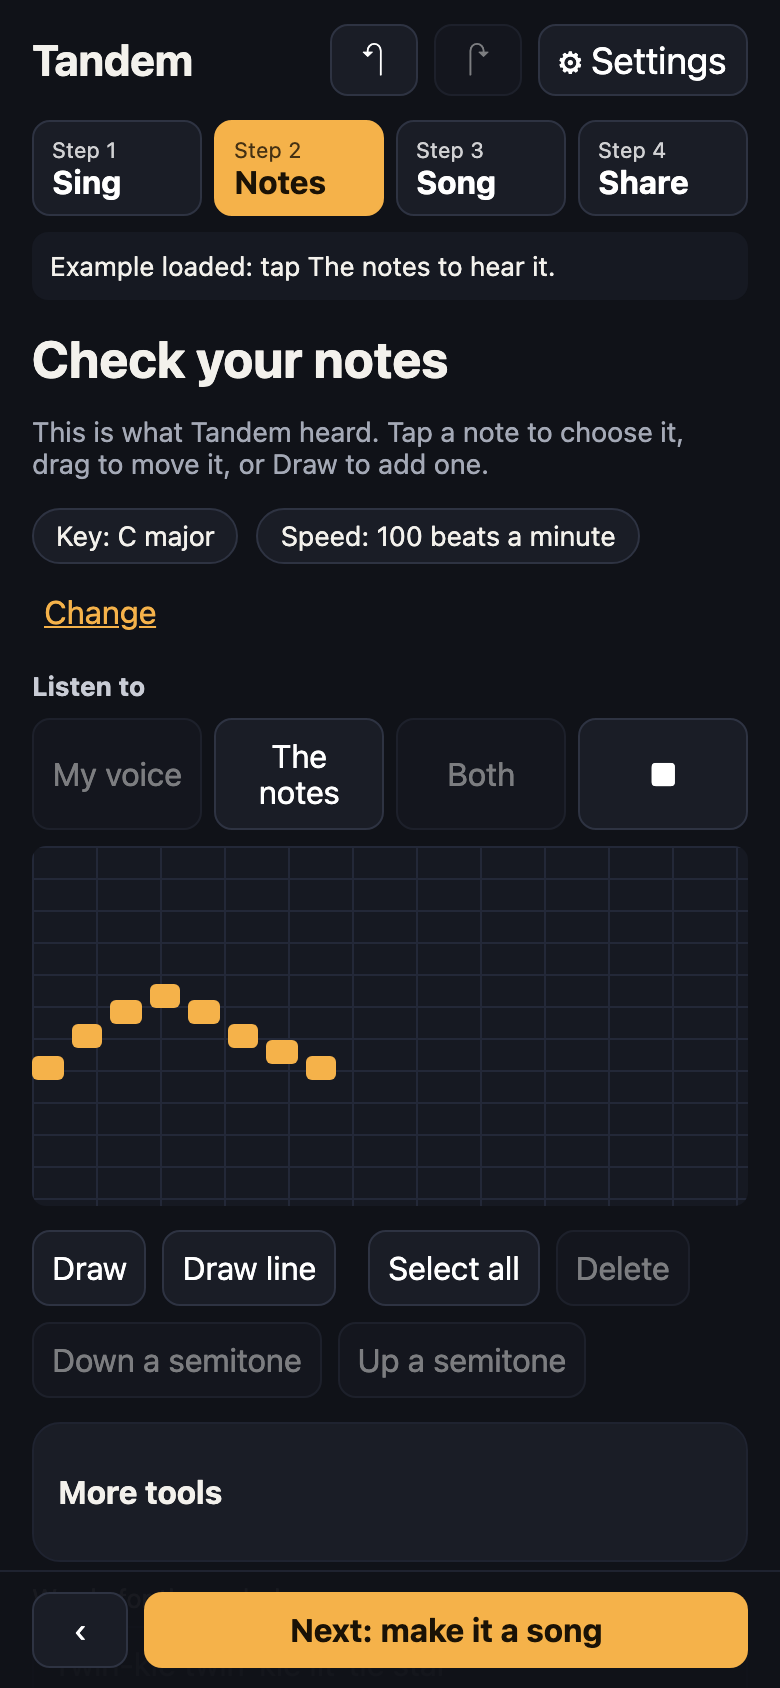 Tandem
Settings
Step 1
Sing
Step 2
Notes
Step 3
Song
Step 4
Share
Example loaded: tap The notes to hear it.
Check your notes
This is what Tandem heard. Tap a note to choose it,
drag to move it, or Draw to add one.
Key: C major
Speed: 100 beats a minute
Change
Listen to
My voice
The
notes
Both
Draw
Draw line
Select all
Delete
Down a semitone
Up a semitone
More tools
‹
Next: make it a song